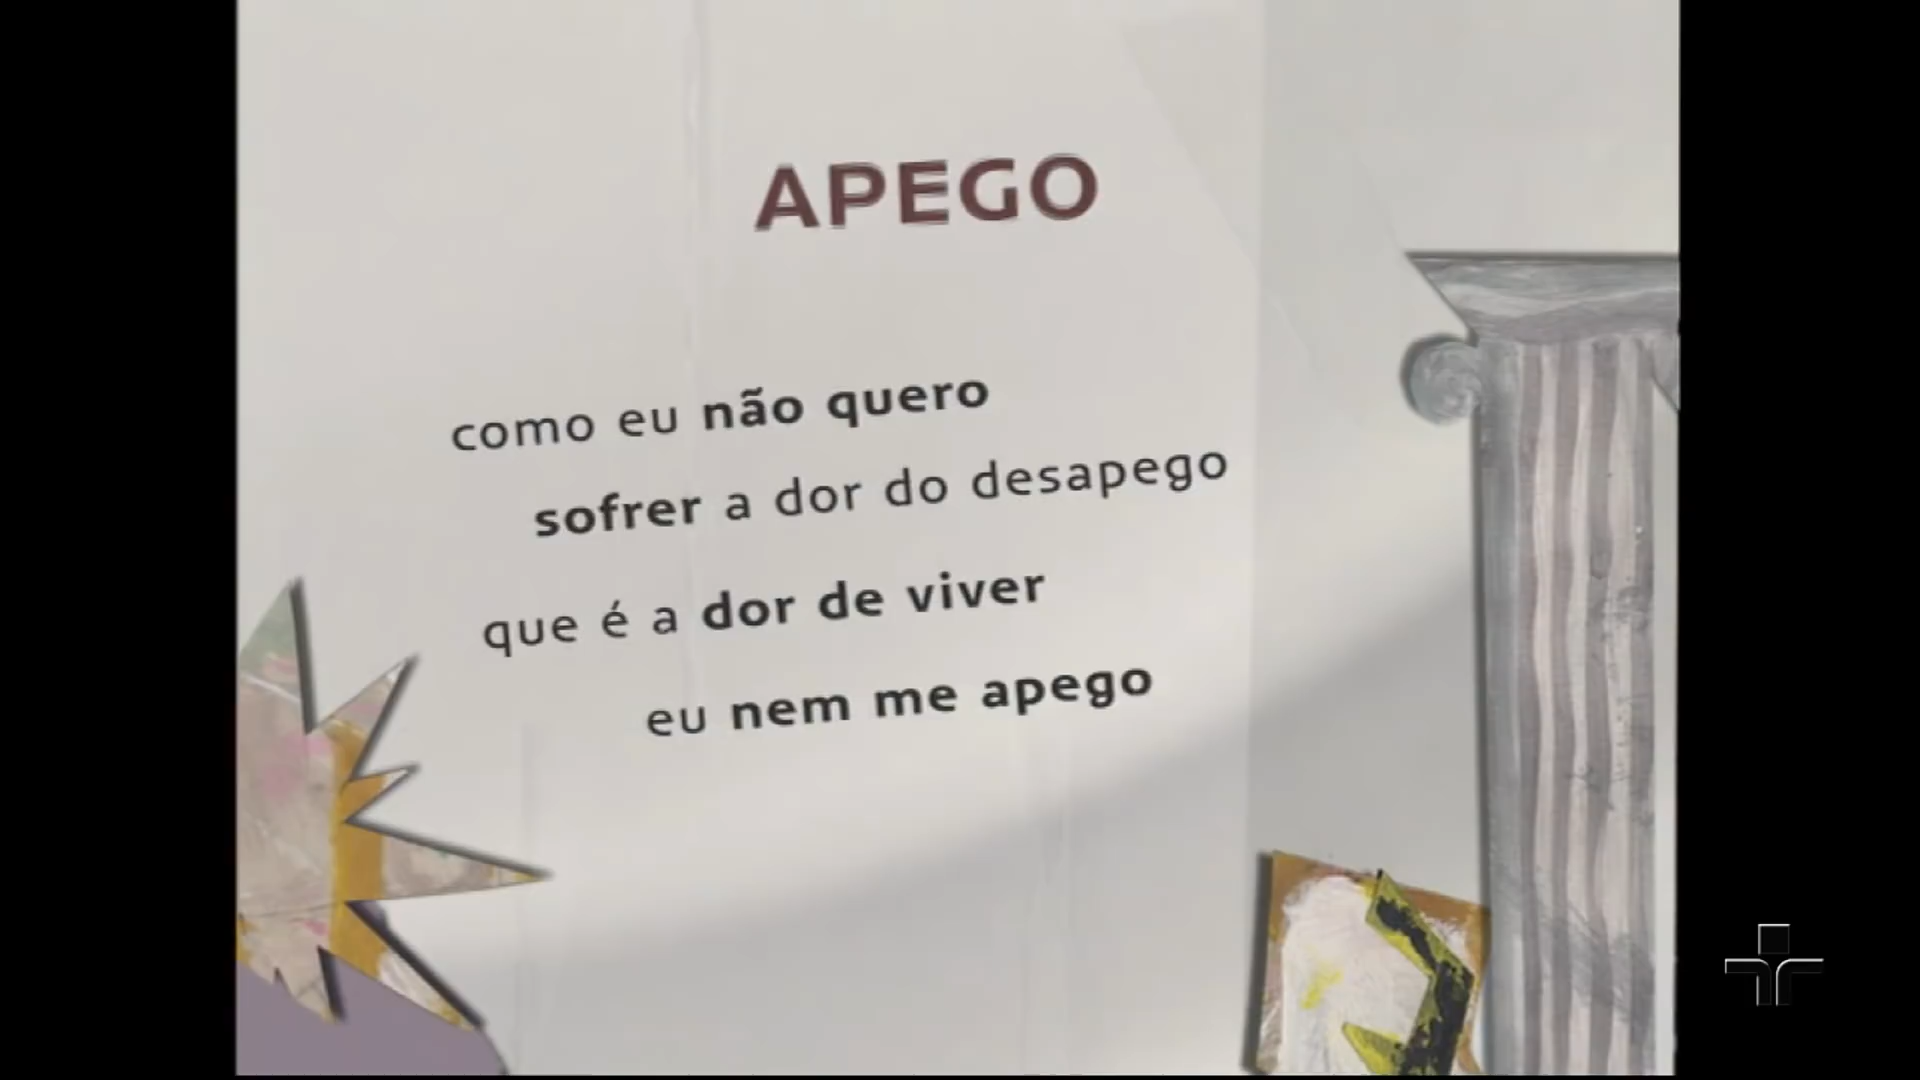 APEGO
como eu não quero
sofrer a dor do desapego
que é a dor de viver
eu nem me apego